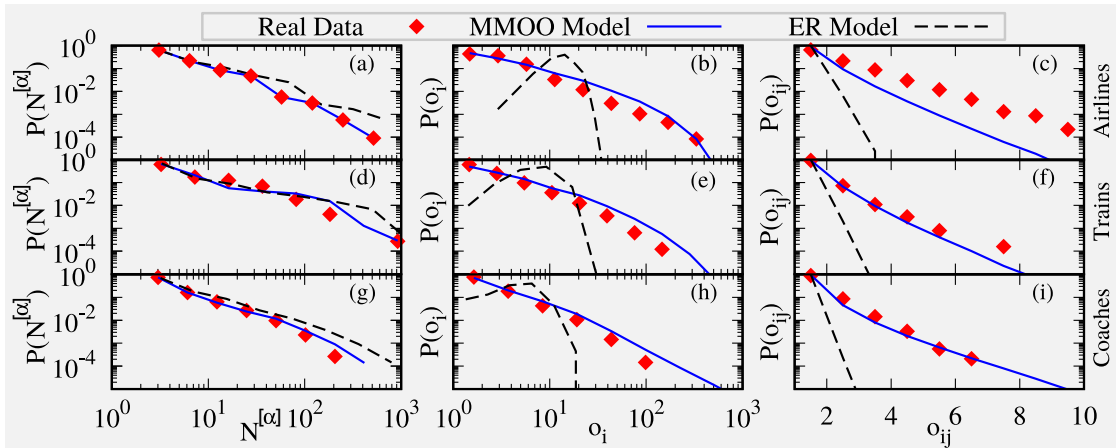 Real Data MMOO Model ER Model
10^0 (a) (b) (c)
10^-2
10^-4
P(N^[α]) P(o_i) P(o_ij) Airlines
10^0 (d) (e) (f)
10^-2
10^-4
P(N^[α]) P(o_i) P(o_ij) Trains
10^0 (g) (h) (i)
10^-2
10^-4
P(N^[α]) P(o_i) P(o_ij) Coaches
10^0 10^1 10^2 10^3 10^0 10^1 10^2 10^3 2 4 6 8 10
N^[α] o_i o_ij